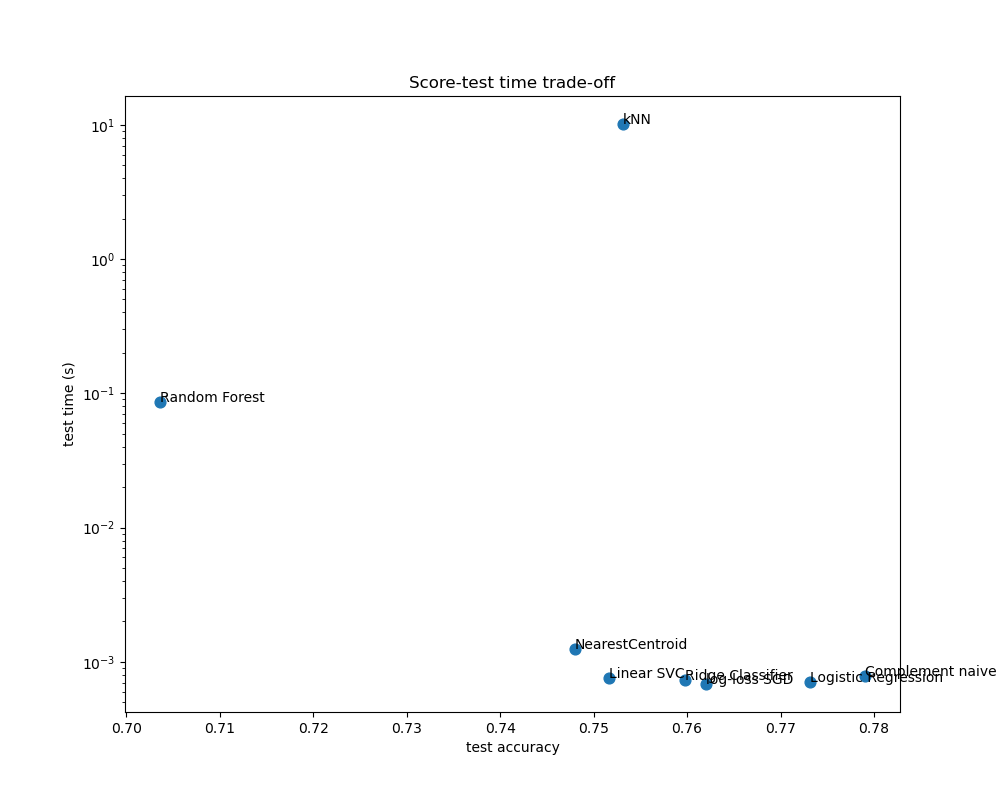 Score-test time trade-off
10¹
10⁰
10⁻¹
10⁻²
10⁻³
test time (s)
kNN
Random Forest
NearestCentroid
Linear SVC
Ridge Classifier
log-loss SGD
Logistic Regression
Complement naive
0.70 0.71 0.72 0.73 0.74 0.75 0.76 0.77 0.78
test accuracy